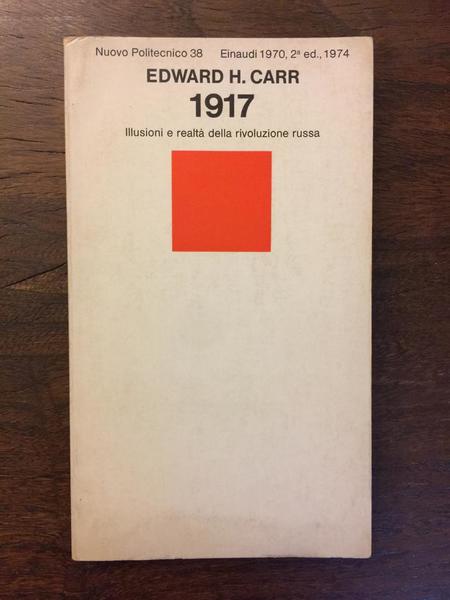 Nuovo Politecnico 38 Einaudi 1970, 2ª ed., 1974
EDWARD H. CARR
1917
Illusioni e realtà della rivoluzione russa